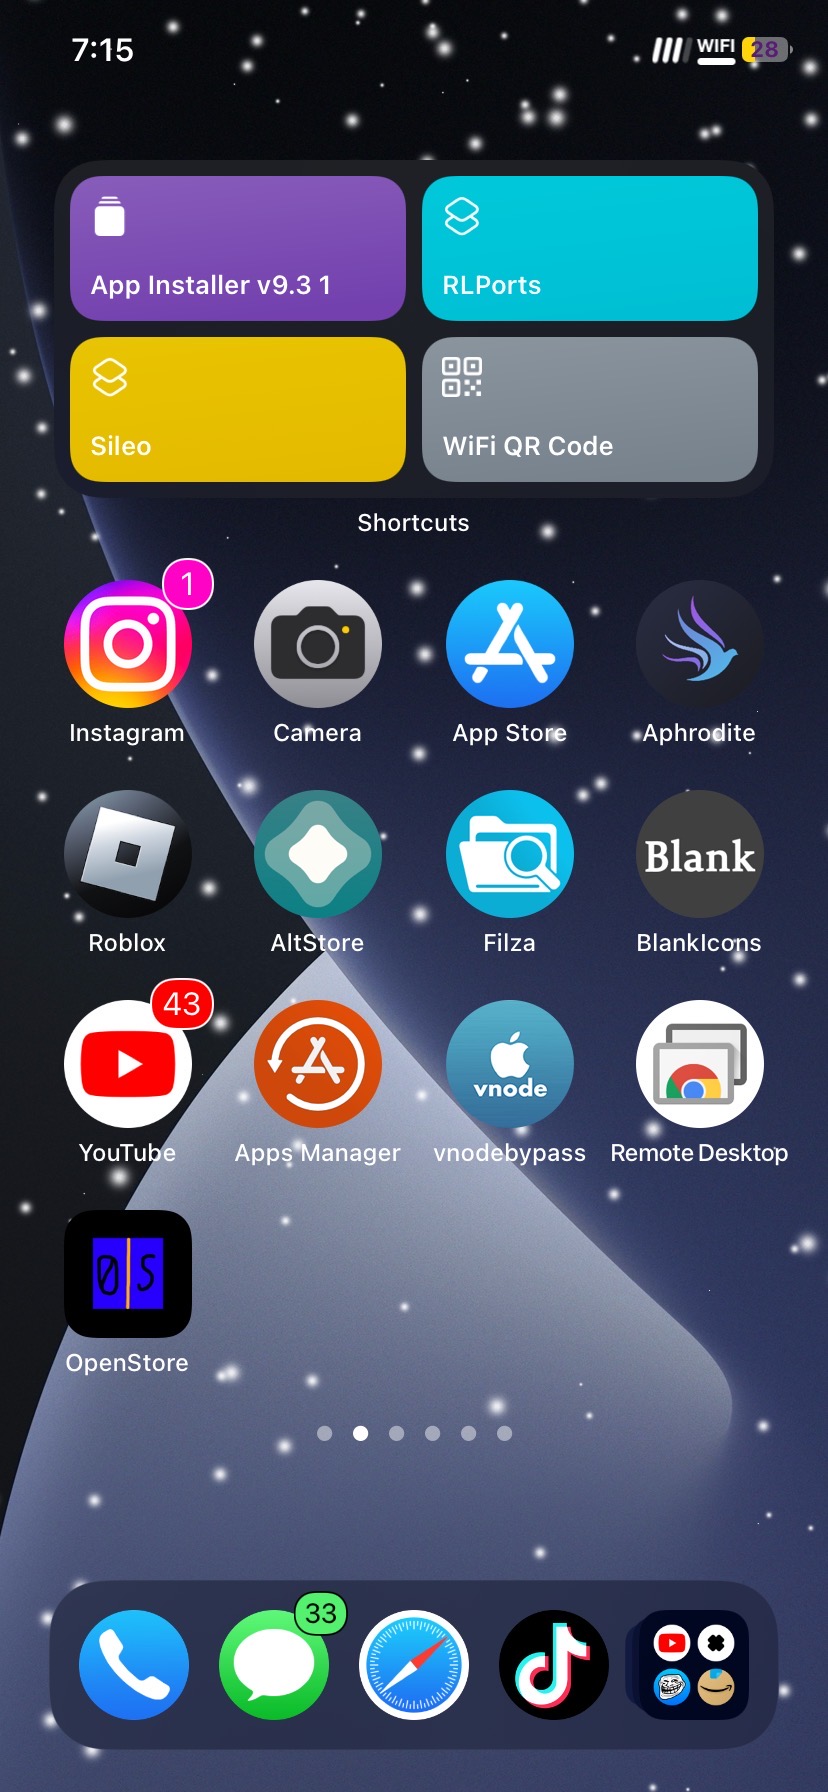 7:15
WIFI
28
App Installer v9.3 1
RLPorts
Sileo
WiFi QR Code
Shortcuts
1
Instagram
Camera
App Store
Aphrodite
Blank
Roblox
AltStore
Filza
BlankIcons
43
vnode
YouTube
Apps Manager
vnodebypass
Remote Desktop
0 S
OpenStore
33